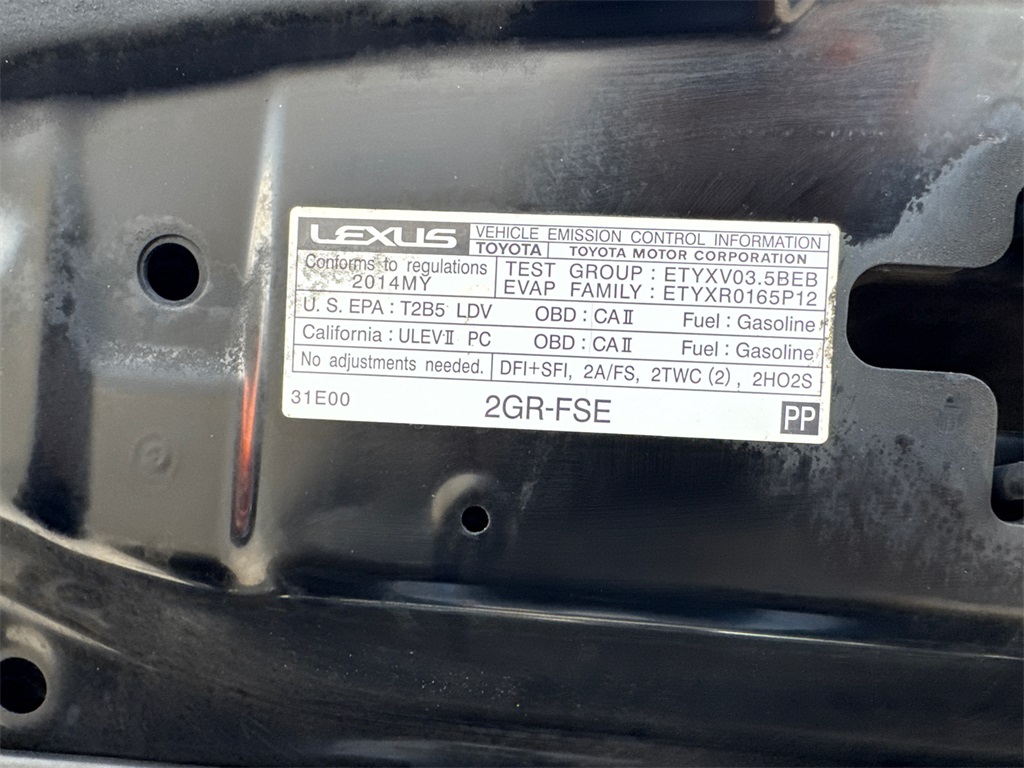 LEXUS VEHICLE EMISSION CONTROL INFORMATION
TOYOTA TOYOTA MOTOR CORPORATION
Conforms to regulations TEST GROUP : ETYXV03.5BEB
2014MY EVAP FAMILY : ETYXR0165P12
U.S. EPA : T2B5 LDV OBD : CAⅡ Fuel : Gasoline
California : ULEVⅡ PC OBD : CAⅡ Fuel : Gasoline
No adjustments needed. DFI+SFI, 2A/FS, 2TWC (2) , 2HO2S
31E00 2GR-FSE PP